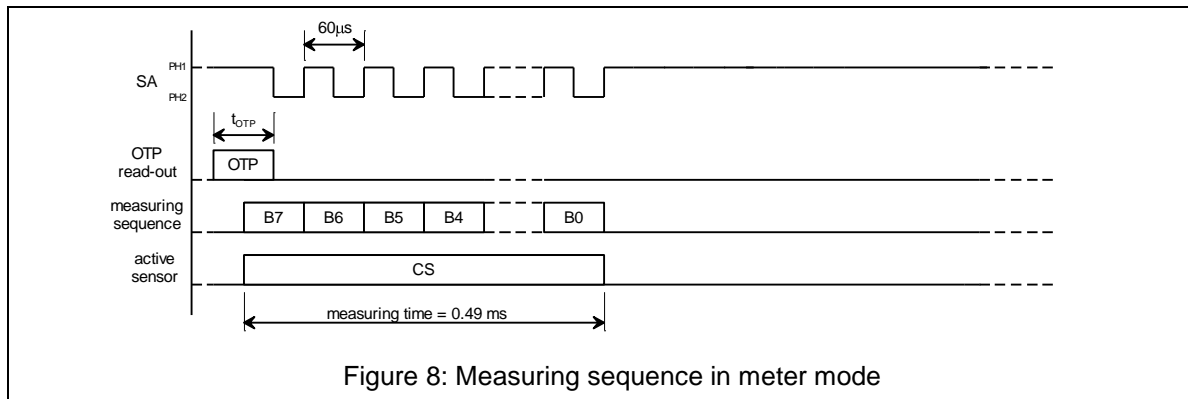 60µs
PH1
SA
PH2
tOTP
OTP
read-out
OTP
measuring
sequence
B7 B6 B5 B4 B0
active
sensor
CS
measuring time = 0.49 ms
Figure 8: Measuring sequence in meter mode